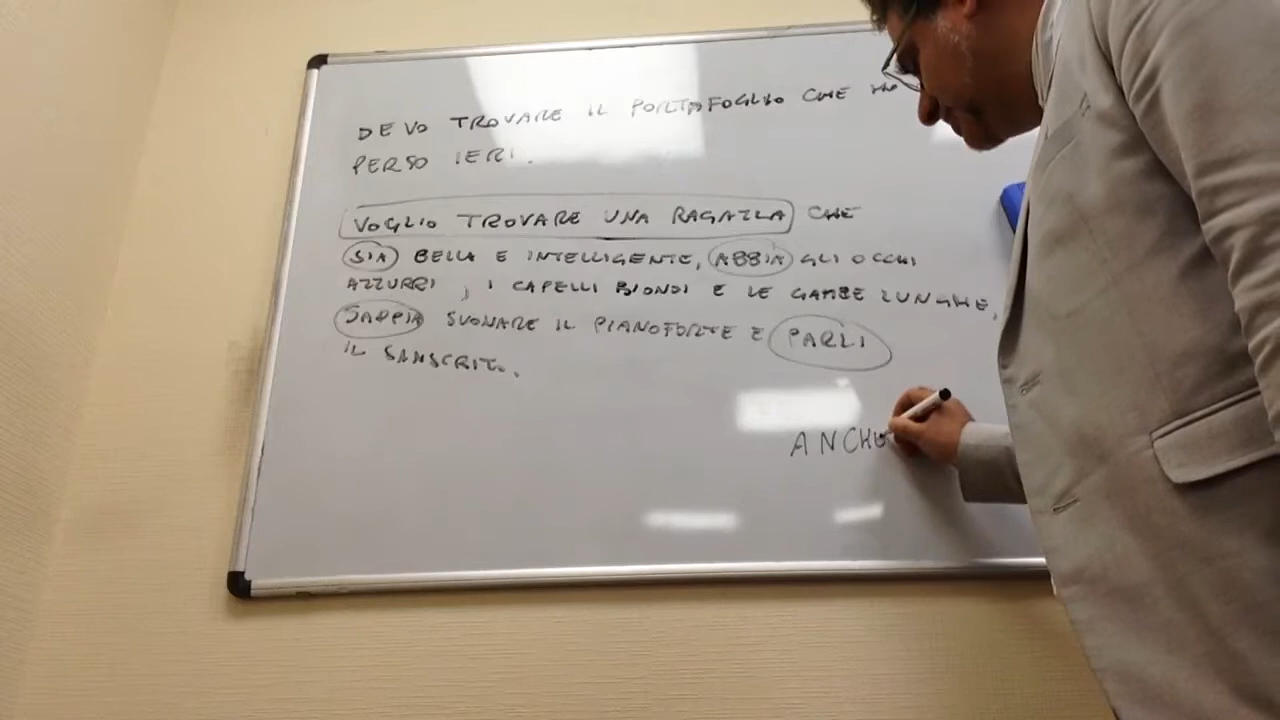 DEVO TROVARE IL PORTAFOGLIO CHE HO
PERSO IERI.
VOGLIO TROVARE UNA RAGAZZA CHE
SIA BELLA E INTELLIGENTE, ABBIA GLI OCCHI
AZZURRI, I CAPELLI BIONDI E LE GAMBE LUNGHE,
SAPPIA SUONARE IL PIANOFORTE E PARLI
IL SANSCRITO.
ANCHE